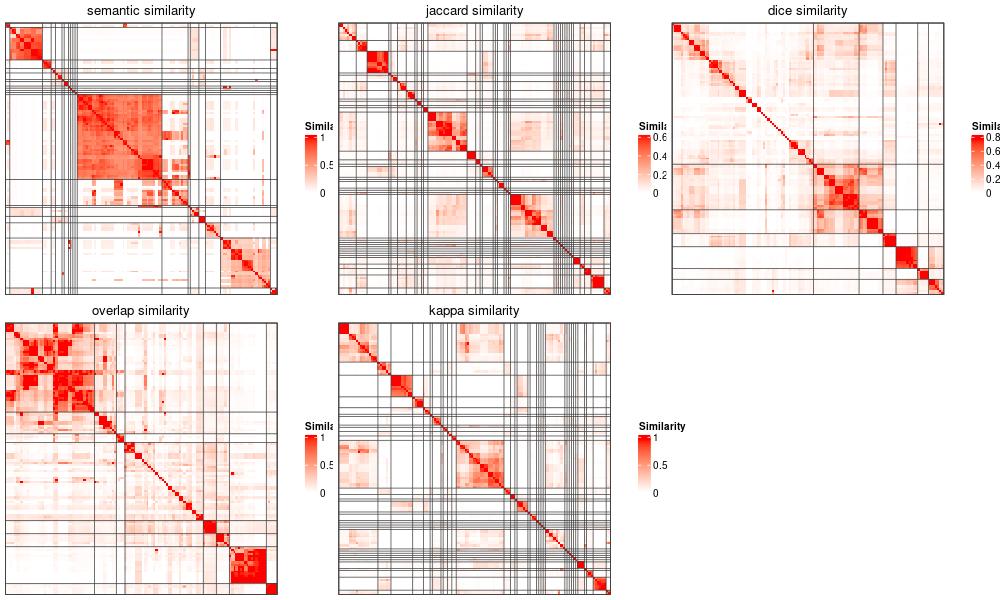 semantic similarity
Simila
1
0.5
0
jaccard similarity
Simila
0.6
0.4
0.2
0
dice similarity
Simila
0.8
0.6
0.4
0.2
0
overlap similarity
Simila
1
0.5
0
kappa similarity
Similarity
1
0.5
0